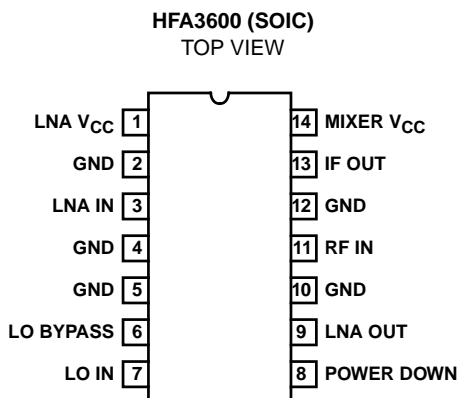 HFA3600 (SOIC)
TOP VIEW
LNA VCC 1 14 MIXER VCC
GND 2 13 IF OUT
LNA IN 3 12 GND
GND 4 11 RF IN
GND 5 10 GND
LO BYPASS 6 9 LNA OUT
LO IN 7 8 POWER DOWN